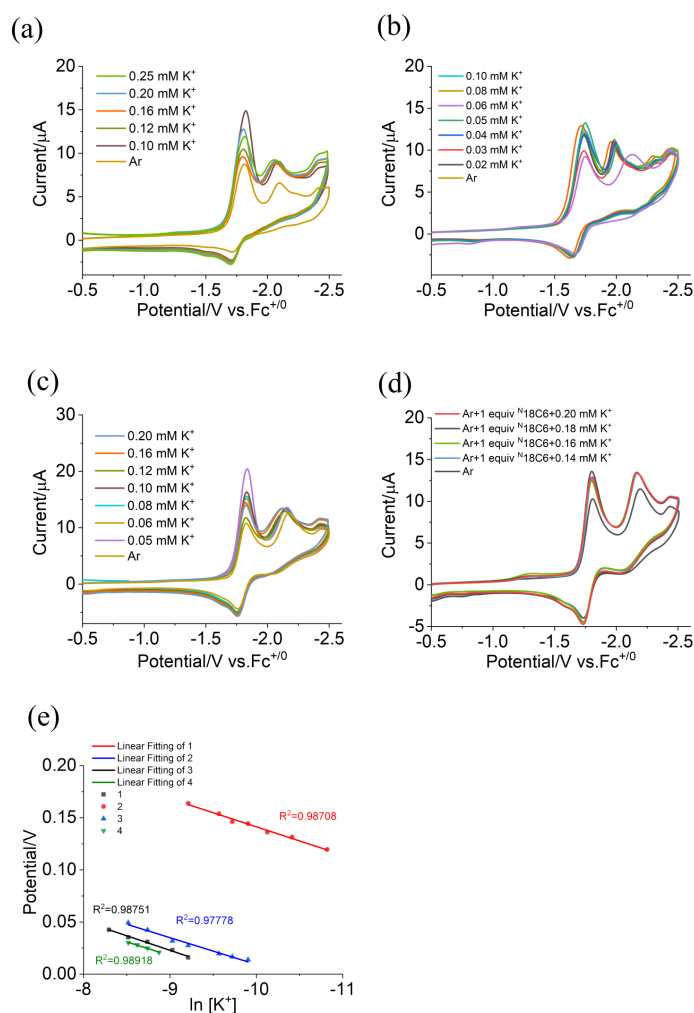 (a)
0.25 mM K⁺
0.20 mM K⁺
0.16 mM K⁺
0.12 mM K⁺
0.10 mM K⁺
Ar
20
15
10
5
0
Current/μA
-0.5 -1.0 -1.5 -2.0 -2.5
Potential/V vs.Fc⁺ᐟ⁰
(b)
0.10 mM K⁺
0.08 mM K⁺
0.06 mM K⁺
0.05 mM K⁺
0.04 mM K⁺
0.03 mM K⁺
0.02 mM K⁺
Ar
20
15
10
5
0
-5
Current/μA
-0.5 -1.0 -1.5 -2.0 -2.5
Potential/V vs.Fc⁺ᐟ⁰
(c)
0.20 mM K⁺
0.16 mM K⁺
0.12 mM K⁺
0.10 mM K⁺
0.08 mM K⁺
0.06 mM K⁺
0.05 mM K⁺
Ar
30
20
10
0
Current/μA
-0.5 -1.0 -1.5 -2.0 -2.5
Potential/V vs.Fc⁺ᐟ⁰
(d)
Ar+1 equiv ᴺ18C6+0.20 mM K⁺
Ar+1 equiv ᴺ18C6+0.18 mM K⁺
Ar+1 equiv ᴺ18C6+0.16 mM K⁺
Ar+1 equiv ᴺ18C6+0.14 mM K⁺
Ar
20
15
10
5
0
-5
Current/μA
-0.5 -1.0 -1.5 -2.0 -2.5
Potential/V vs.Fc⁺ᐟ⁰
(e)
Linear Fitting of 1
Linear Fitting of 2
Linear Fitting of 3
Linear Fitting of 4
1
2
3
4
0.20
0.15
0.10
0.05
0.00
Potential/V
R²=0.98708
R²=0.98751
R²=0.97778
R²=0.98918
-8 -9 -10 -11
ln [K⁺]